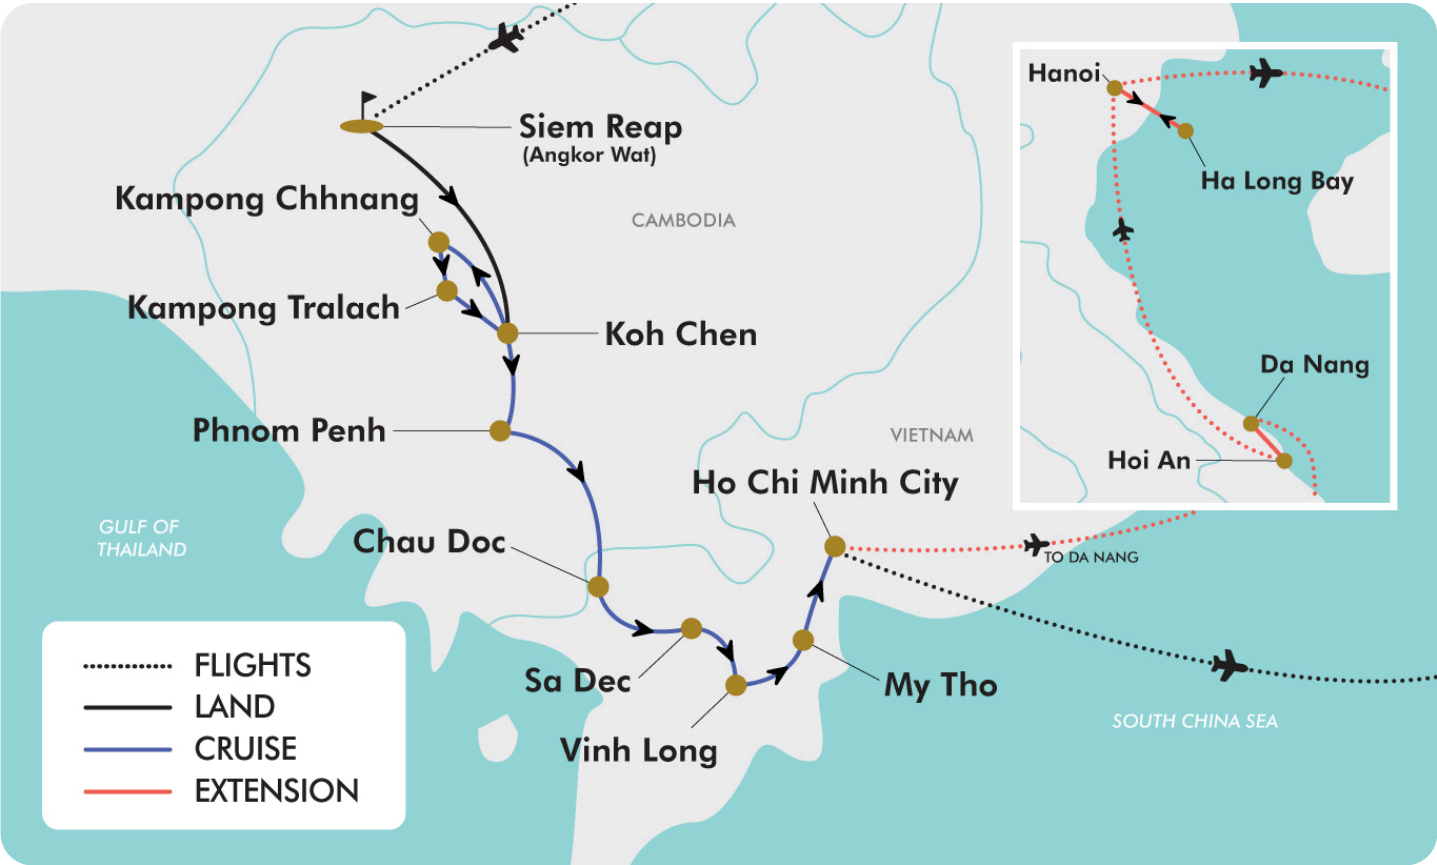 Siem Reap
(Angkor Wat)
Kampong Chhnang
CAMBODIA
Kampong Tralach
Koh Chen
Phnom Penh
VIETNAM
Ho Chi Minh City
GULF OF
THAILAND
Chau Doc
TO DA NANG
Sa Dec
My Tho
Vinh Long
SOUTH CHINA SEA
Hanoi
Ha Long Bay
Da Nang
Hoi An
FLIGHTS
LAND
CRUISE
EXTENSION